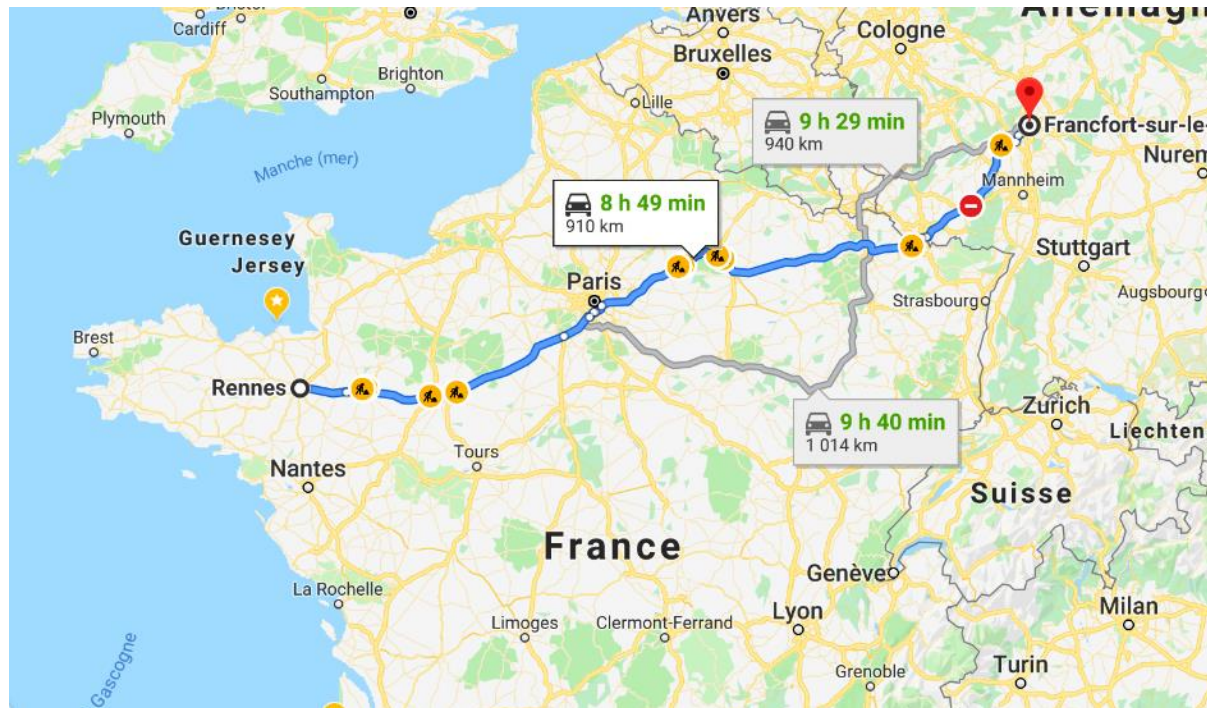 Bristol
Cardiff
Anvers
Allemagn
Cologne
Bruxelles
Southampton
Brighton
Lille
Plymouth
9 h 29 min
940 km
Francfort-sur-le-
Manche (mer)
Nurem
Mannheim
8 h 49 min
910 km
Guernesey
Jersey
Stuttgart
Paris
Strasbourg
Augsbourg
Brest
Rennes
9 h 40 min
1 014 km
Zurich
Liechten
Tours
Nantes
Suisse
France
Genève
La Rochelle
Lyon
Milan
Limoges
Clermont-Ferrand
Gascogne
Grenoble
Turin